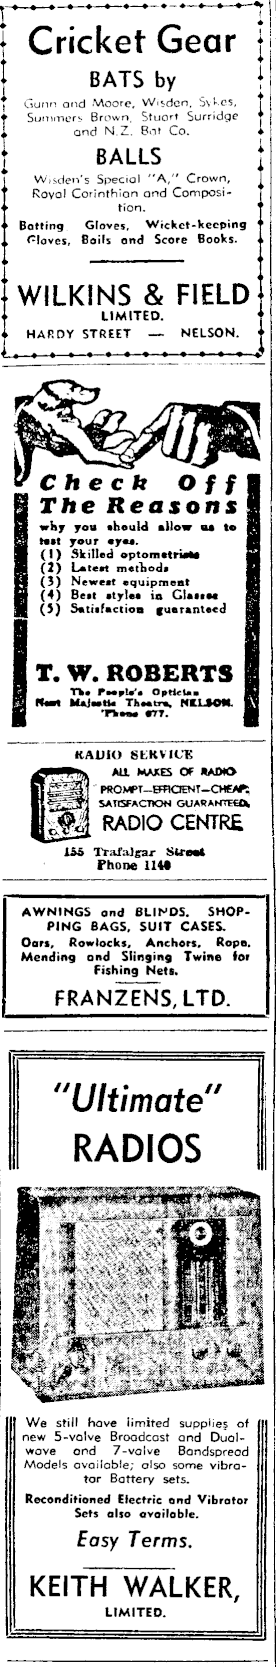 Cricket Gear
BATS by
Gunn and Moore, Wisden, Sykes,
Summers Brown, Stuart Surridge
and N.Z. Bat Co.
BALLS
Wisden's Special "A," Crown,
Royal Corinthian and Composi-
tion.
Batting Gloves, Wicket-keeping
Gloves, Bails and Score Books.
WILKINS & FIELD
LIMITED.
HARDY STREET — NELSON.
Check Off
The Reasons
why you should allow us to
test your eyes.
(1) Skilled optometrists
(2) Latest methods
(3) Newest equipment
(4) Best styles in Glasses
(5) Satisfaction guaranteed
T. W. ROBERTS
The People's Optician
Next Majestic Theatre, NELSON.
'Phone 677.
RADIO SERVICE
ALL MAKES OF RADIO
PROMPT—EFFICIENT—CHEAP.
SATISFACTION GUARANTEED.
RADIO CENTRE
155 Trafalgar Street
Phone 1140
AWNINGS and BLINDS. SHOP-
PING BAGS, SUIT CASES.
Oars, Rowlocks, Anchors, Rope,
Mending and Slinging Twine for
Fishing Nets.
FRANZENS, LTD.
"Ultimate"
RADIOS
We still have limited supplies of
new 5-valve Broadcast and Dual-
wave and 7-valve Bandspread
Models available; also some vibra-
tor Battery sets.
Reconditioned Electric and Vibrator
Sets also available.
Easy Terms.
KEITH WALKER,
LIMITED.